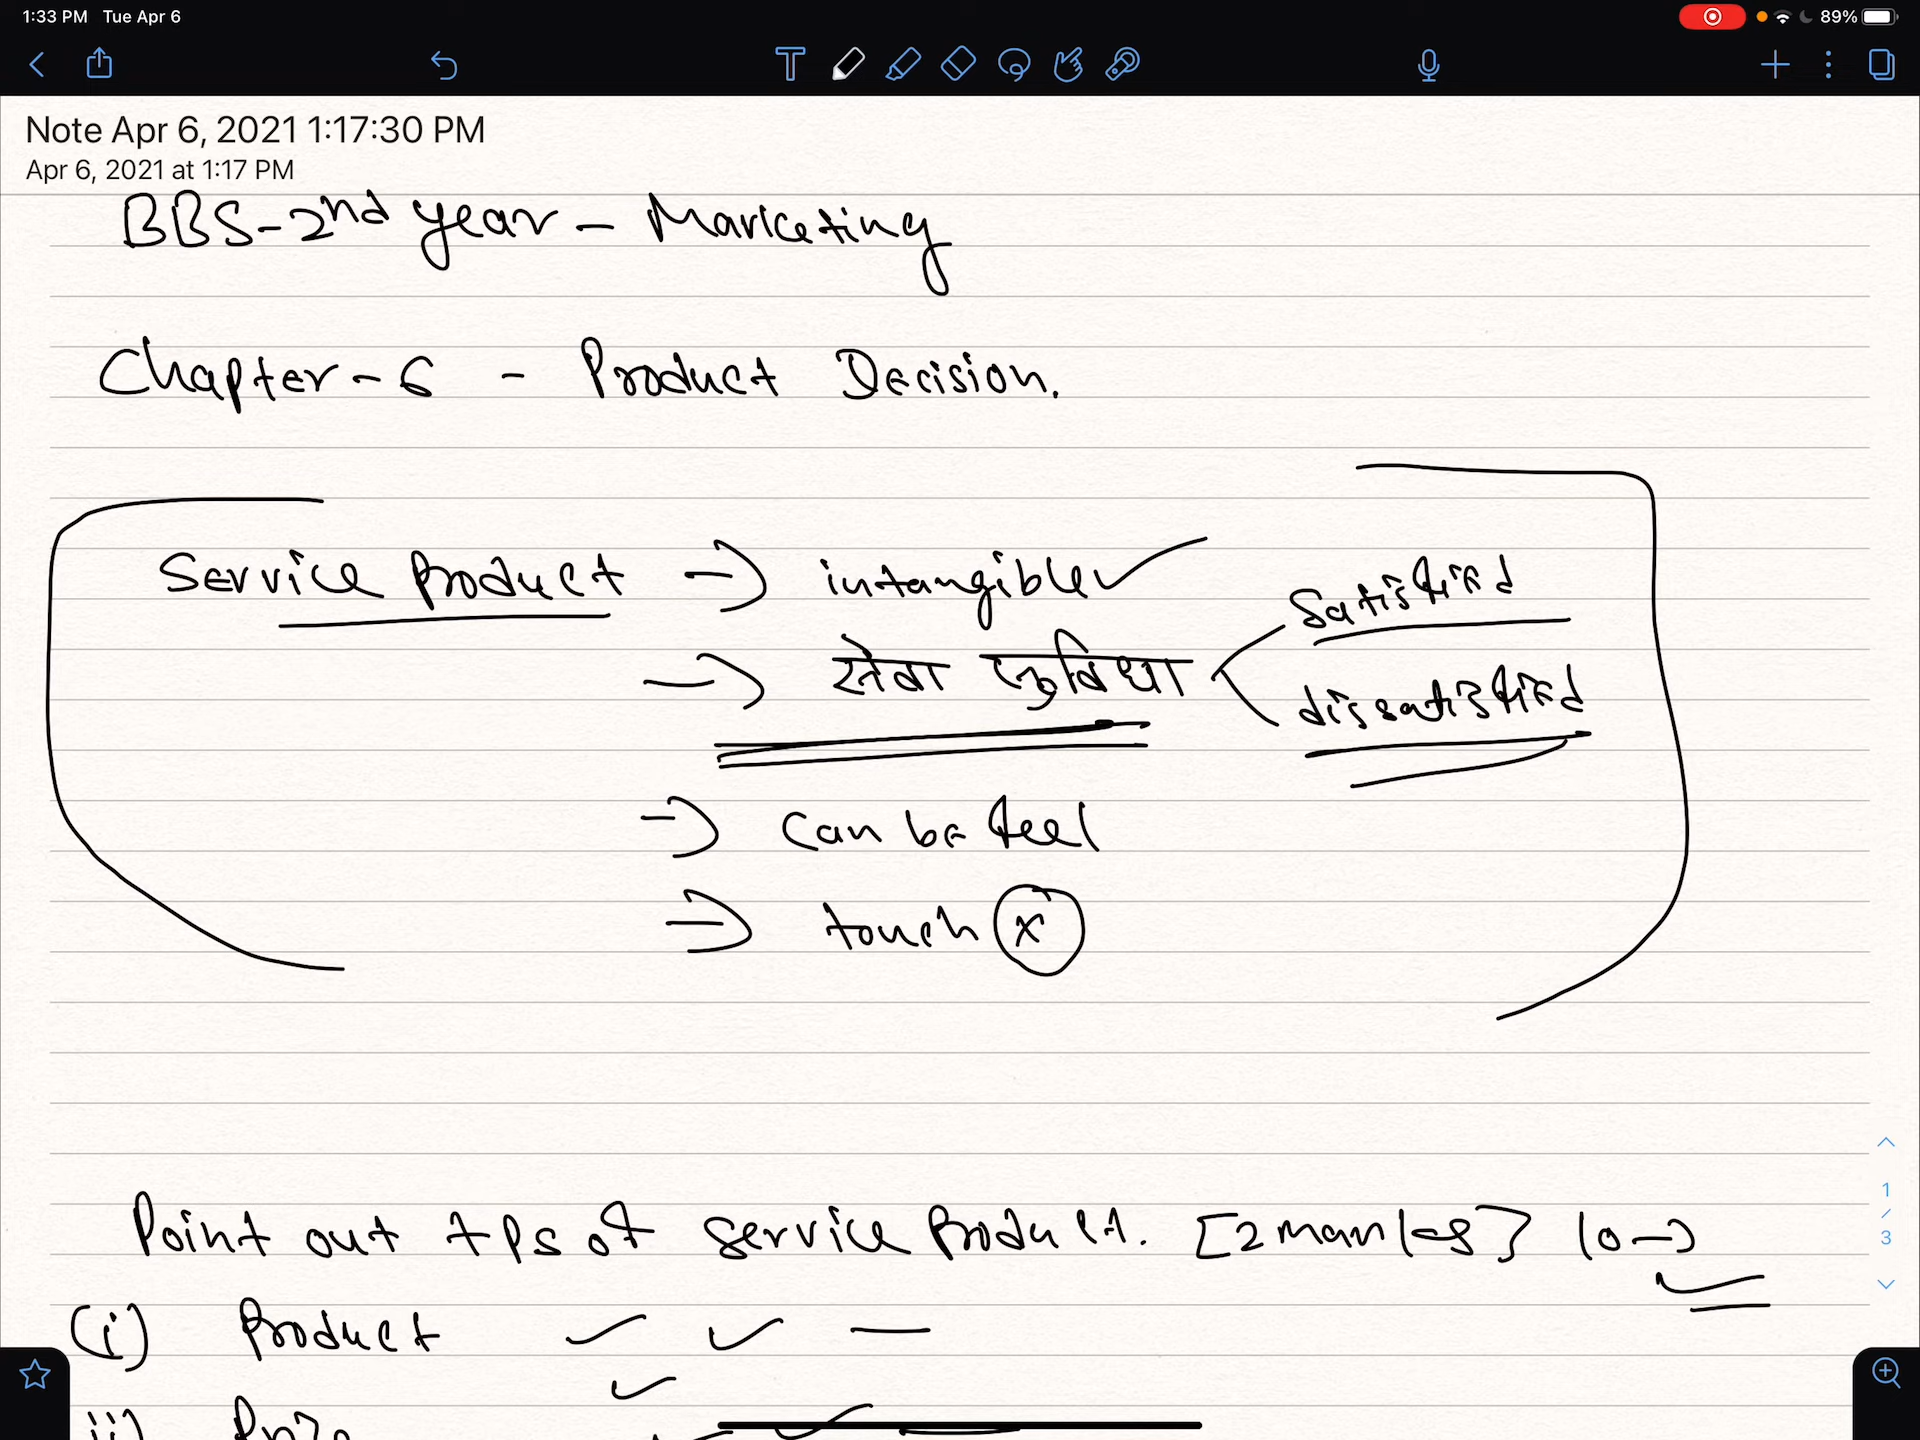 1:33 PM Tue Apr 6
89%
Note Apr 6, 2021 1:17:30 PM
Apr 6, 2021 at 1:17 PM
BBS-2nd year - Marketing
Chapter-6 - Product Decision.
Service Product → intangible
→ सेवा सुविधा
Satisfied
dissatisfied
→ can be feel
→ touch x
Point out 7ps of service Product. [2 marks] 10 →
(i) Product
ii)
1
3